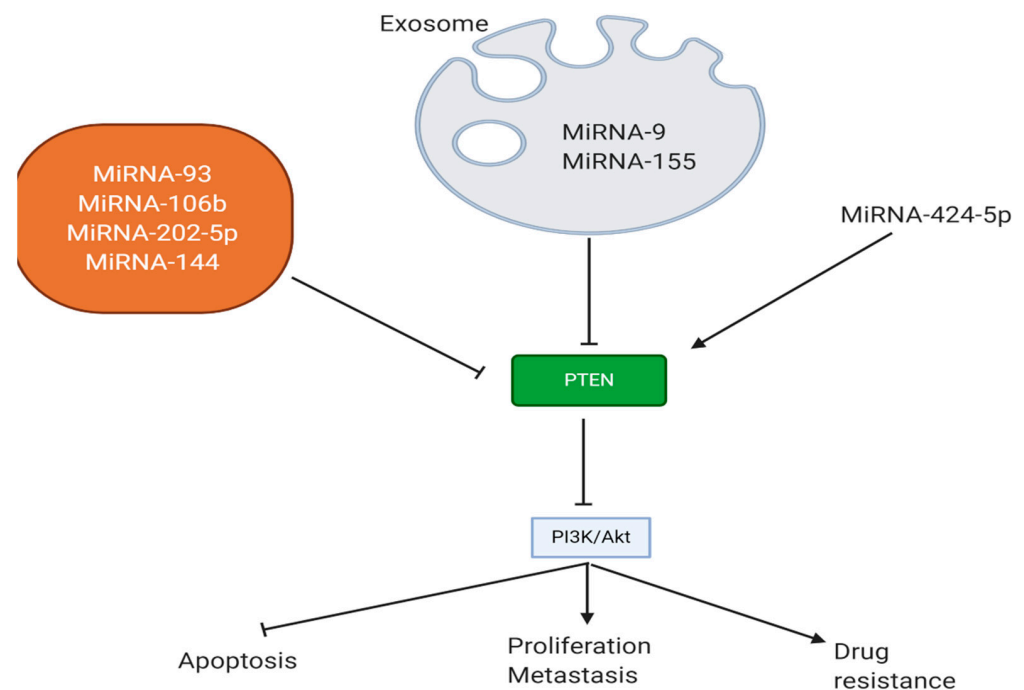 Exosome
MiRNA-9
MiRNA-155
MiRNA-93
MiRNA-106b
MiRNA-202-5p
MiRNA-144
MiRNA-424-5p
PTEN
PI3K/Akt
Apoptosis
Proliferation
Metastasis
Drug
resistance